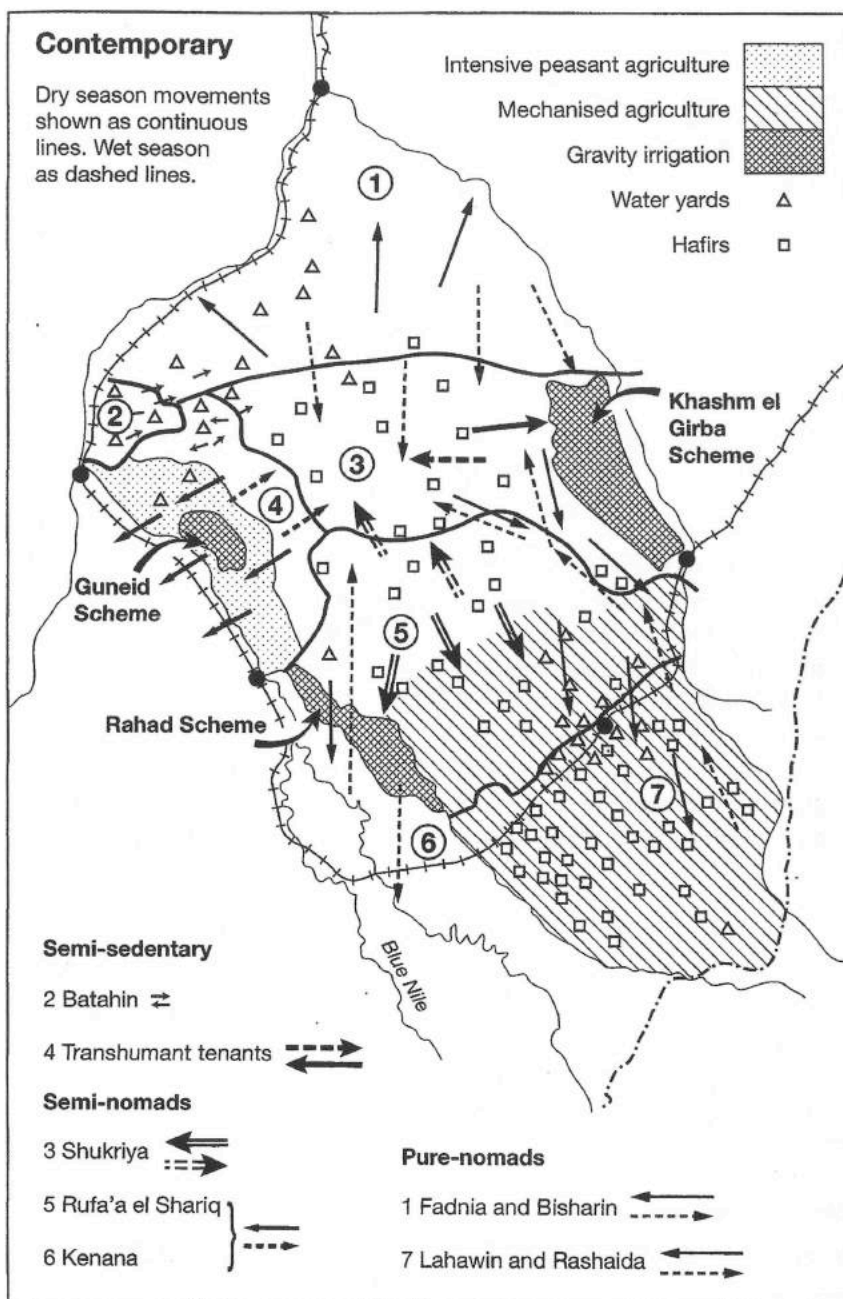 Contemporary
Dry season movements
shown as continuous
lines. Wet season
as dashed lines.
Intensive peasant agriculture
Mechanised agriculture
Gravity irrigation
Water yards
Hafirs
1
2
3
4
5
6
7
Khashm el
Girba
Scheme
Guneid
Scheme
Rahad Scheme
Blue Nile
Semi-sedentary
2 Batahin
4 Transhumant tenants
Semi-nomads
3 Shukriya
5 Rufa'a el Shariq
6 Kenana
Pure-nomads
1 Fadnia and Bisharin
7 Lahawin and Rashaida